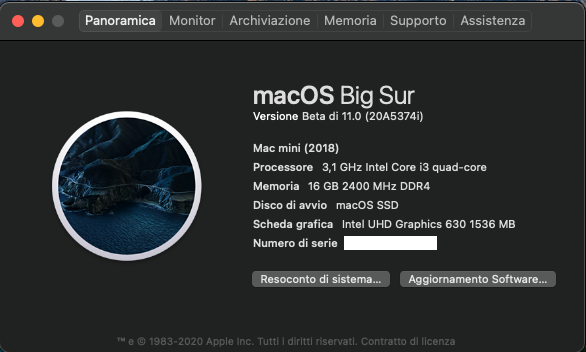 Panoramica Monitor Archiviazione Memoria Supporto Assistenza
macOS Big Sur
Versione Beta di 11.0 (20A5374i)
Mac mini (2018)
Processore 3,1 GHz Intel Core i3 quad-core
Memoria 16 GB 2400 MHz DDR4
Disco di avvio macOS SSD
Scheda grafica Intel UHD Graphics 630 1536 MB
Numero di serie
Resoconto di sistema... Aggiornamento Software...
™ e © 1983-2020 Apple Inc. Tutti i diritti riservati. Contratto di licenza